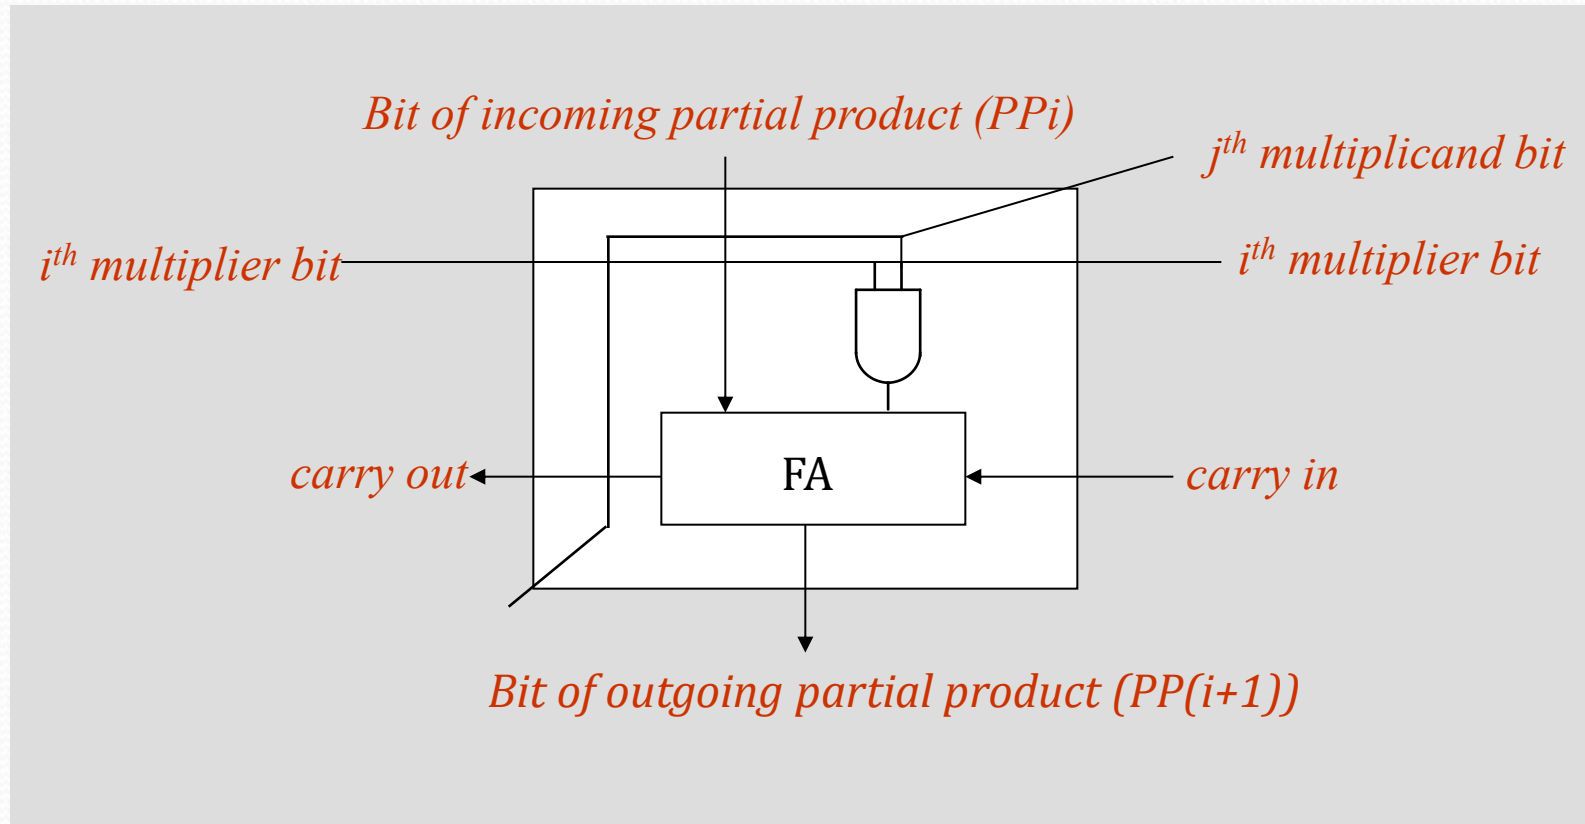 Bit of incoming partial product (PPi)
jth multiplicand bit
ith multiplier bit
ith multiplier bit
carry out
FA
carry in
Bit of outgoing partial product (PP(i+1))